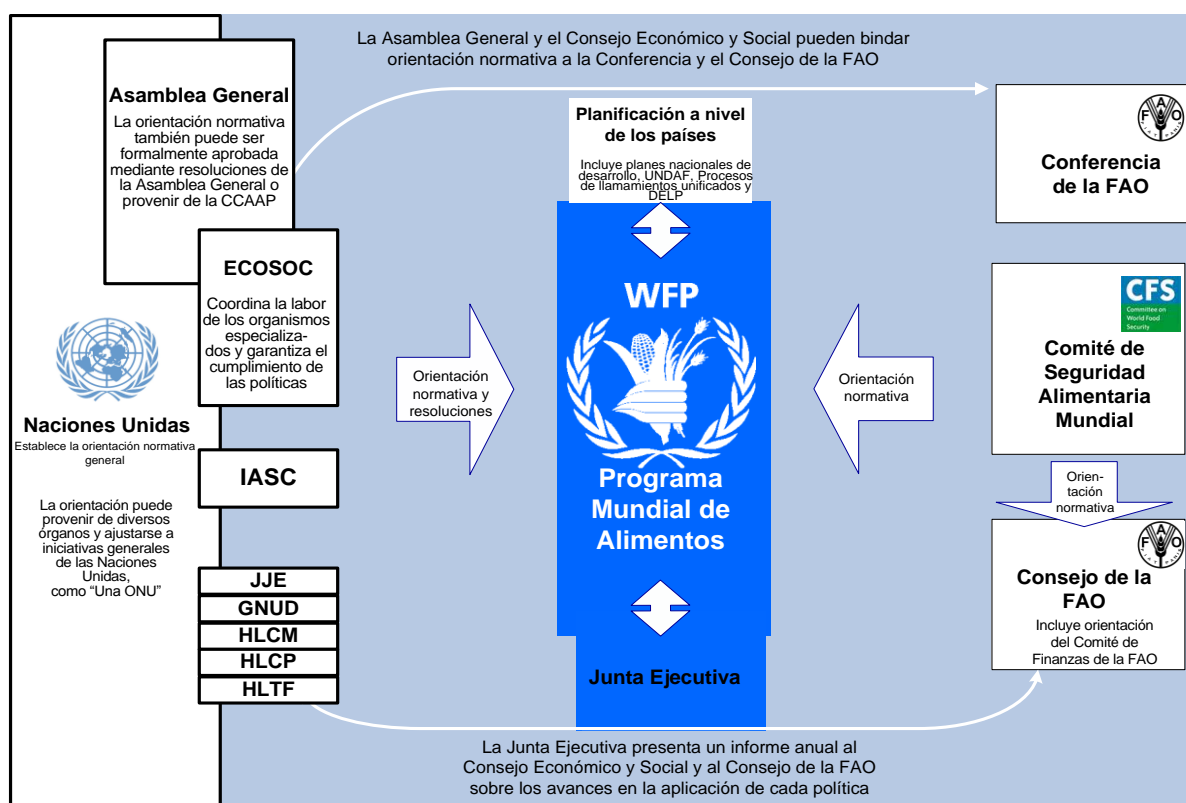 La Asamblea General y el Consejo Económico y Social pueden bindar
orientación normativa a la Conferencia y el Consejo de la FAO
Asamblea General
La orientación normativa
también puede ser
formalmente aprobada
mediante resoluciones de
la Asamblea General o
provenir de la CCAAP
ECOSOC
Coordina la labor
de los organismos
especializa-
dos y garantiza el
cumplimiento de
las políticas
Naciones Unidas
Establece la orientación normativa
general
La orientación puede
provenir de diversos
órganos y ajustarse a
iniciativas generales
de las Naciones
Unidas,
como “Una ONU”
IASC
JJE
GNUD
HLCM
HLCP
HLTF
Orientación
normativa y
resoluciones
Planificación a nivel
de los países
Incluye planes nacionales de
desarrollo, UNDAF, Procesos
de llamamientos unificados y
DELP
WFP
Programa
Mundial de
Alimentos
Junta Ejecutiva
Orientación
normativa
F A O
Conferencia
de la FAO
CFS
Committee on
World Food
Security
Comité de
Seguridad
Alimentaria
Mundial
Orien-
tación
normativa
F A O
Consejo de la
FAO
Incluye orientación
del Comité de
Finanzas de la FAO
La Junta Ejecutiva presenta un informe anual al
Consejo Económico y Social y al Consejo de la FAO
sobre los avances en la aplicación de cada política